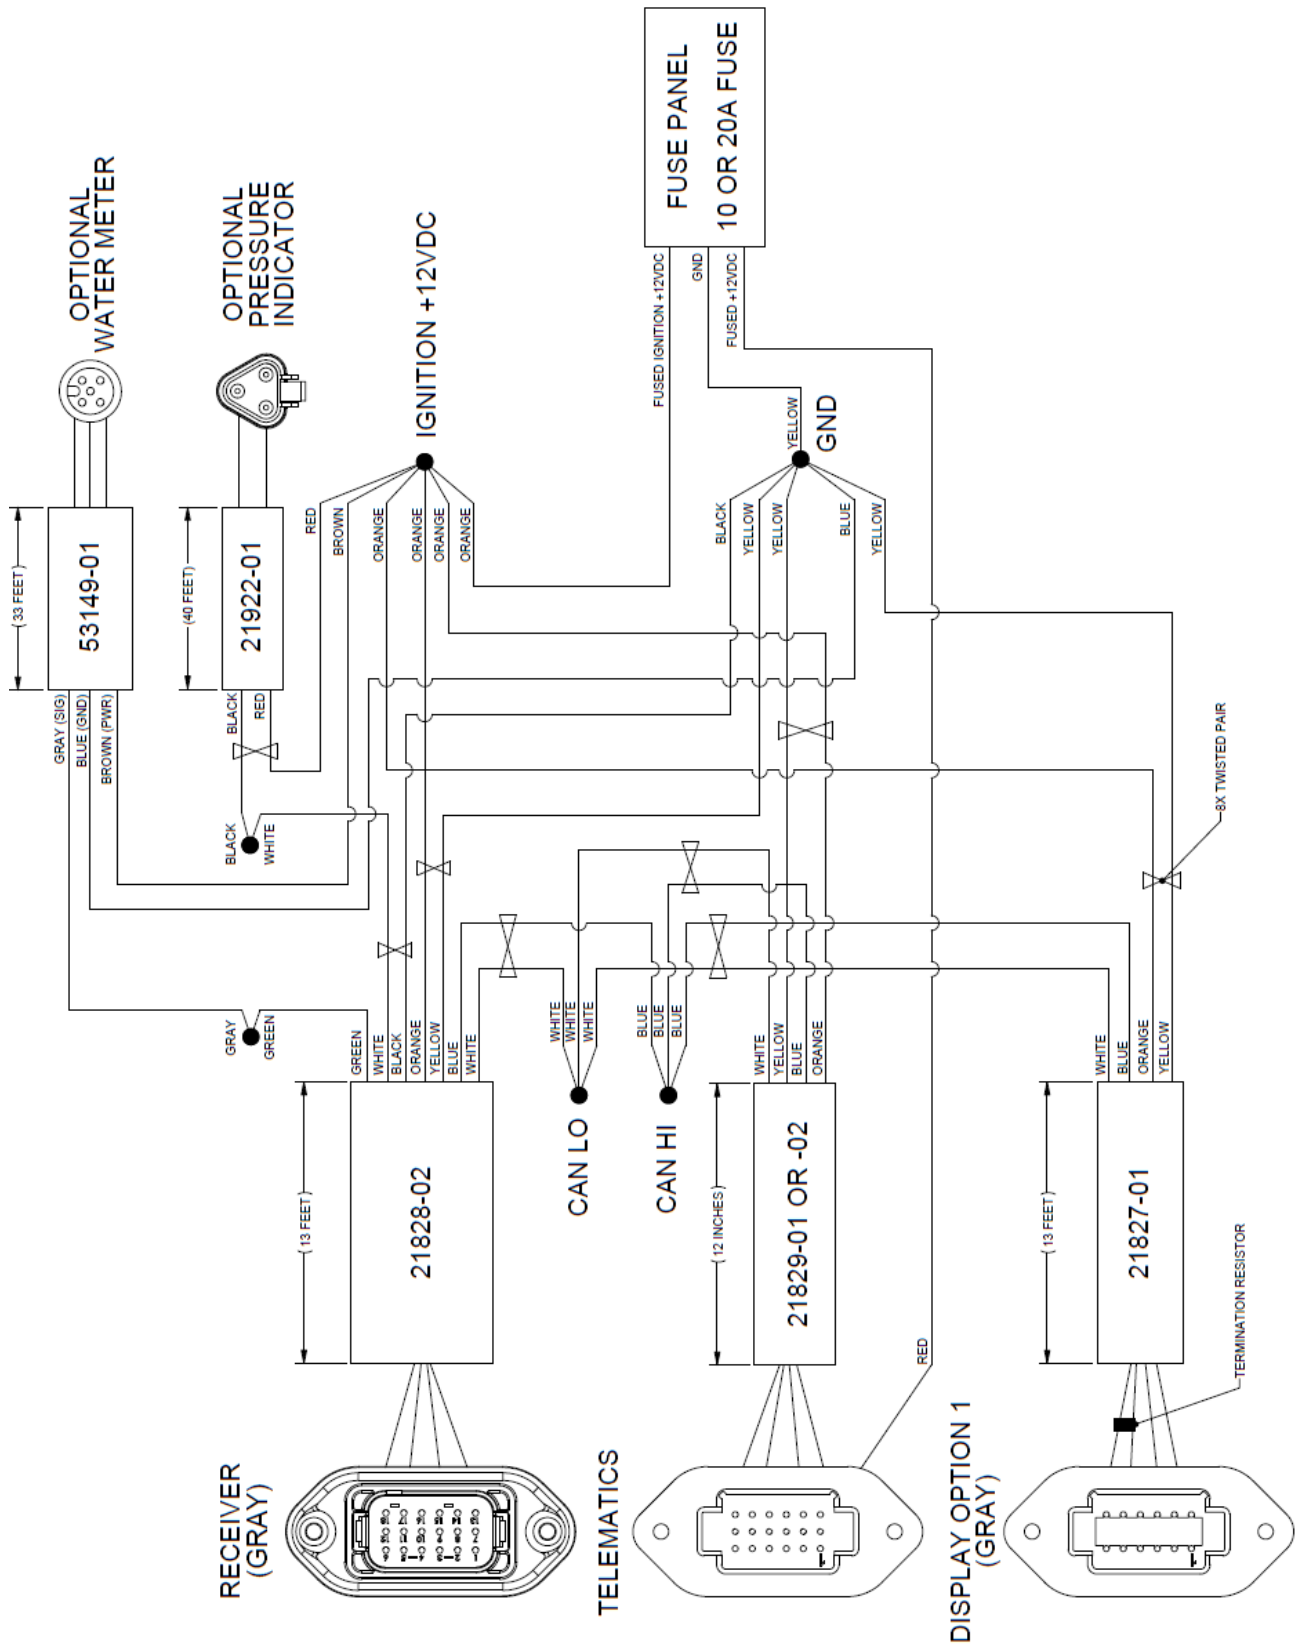 OPTIONAL
WATER METER
OPTIONAL
PRESSURE
INDICATOR
IGNITION +12VDC
FUSE PANEL
10 OR 20A FUSE
FUSED IGNITION +12VDC
GND
FUSED +12VDC
YELLOW
GND
(33 FEET)
53149-01
(40 FEET)
21922-01
RED
BROWN
ORANGE
ORANGE
ORANGE
ORANGE
BLACK
YELLOW
YELLOW
BLUE
YELLOW
GRAY (SIG)
BLUE (GND)
BROWN (PWR)
BLACK
RED
BLACK
WHITE
8X TWISTED PAIR
GRAY
GREEN
GREEN
WHITE
BLACK
ORANGE
YELLOW
BLUE
WHITE
WHITE
WHITE
WHITE
BLUE
BLUE
BLUE
WHITE
YELLOW
BLUE
ORANGE
WHITE
BLUE
ORANGE
YELLOW
CAN LO
CAN HI
(13 FEET)
21828-02
(12 INCHES)
21829-01 OR -02
(13 FEET)
21827-01
RED
TERMINATION RESISTOR
RECEIVER
(GRAY)
TELEMATICS
DISPLAY OPTION 1
(GRAY)